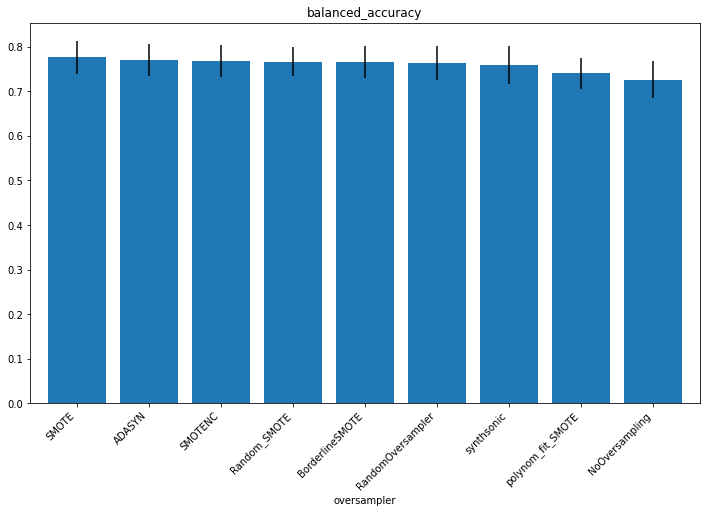 balanced_accuracy
0.8
0.7
0.6
0.5
0.4
0.3
0.2
0.1
0.0
SMOTE
ADASYN
SMOTENC
Random_SMOTE
BorderlineSMOTE
RandomOversampler
synthsonic
polynom_fit_SMOTE
NoOversampling
oversampler